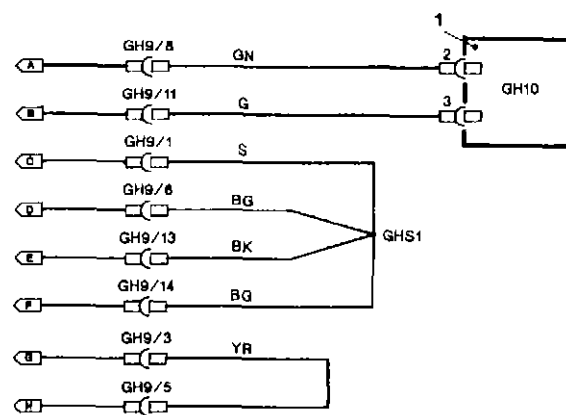 1
GH9/8
GN
2
A
GH10
GH9/11
G
3
B
GH9/1
S
C
GH9/6
BG
D
GHS1
GH9/13
BK
E
GH9/14
BG
F
GH9/3
YR
G
GH9/5
H